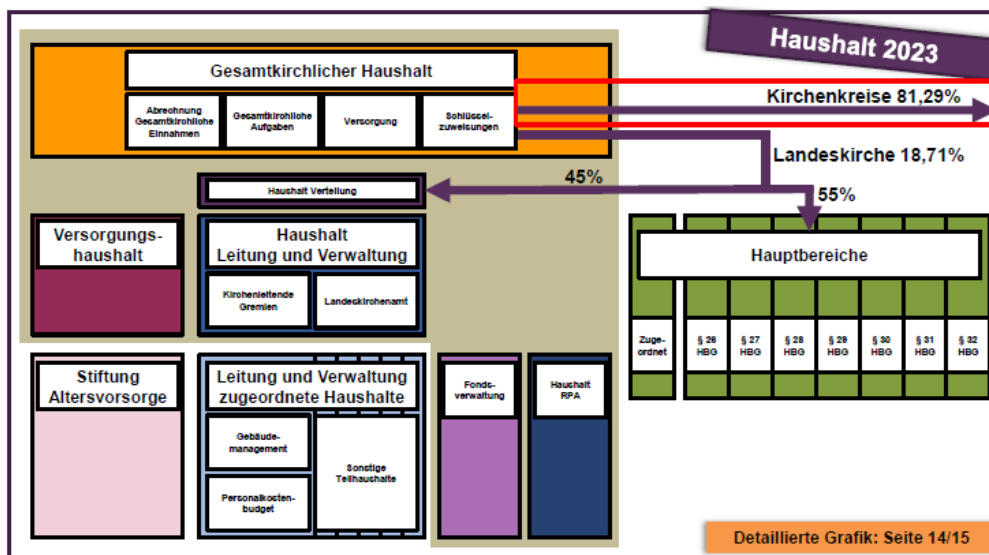 Haushalt 2023
Gesamtkirchlicher Haushalt
Abrechnung
Gesamtkirchliche
Einnahmen
Gesamtkirchliche
Aufgaben
Versorgung
Schlüssel-
zuweisungen
Kirchenkreise 81,29%
Landeskirche 18,71%
45%
55%
Haushalt Verteilung
Versorgungs-
haushalt
Haushalt
Leitung und Verwaltung
Kirchenleitende
Gremien
Landeskirchenamt
Hauptbereiche
Zuge-
ordnet
§ 26
HBG
§ 27
HBG
§ 28
HBG
§ 29
HBG
§ 30
HBG
§ 31
HBG
§ 32
HBG
Stiftung
Altersvorsorge
Leitung und Verwaltung
zugeordnete Haushalte
Gebäude-
management
Personalkosten-
budget
Sonstige
Teilhaushalte
Fonds-
verwaltung
Haushalt
RPA
Detaillierte Grafik: Seite 14/15